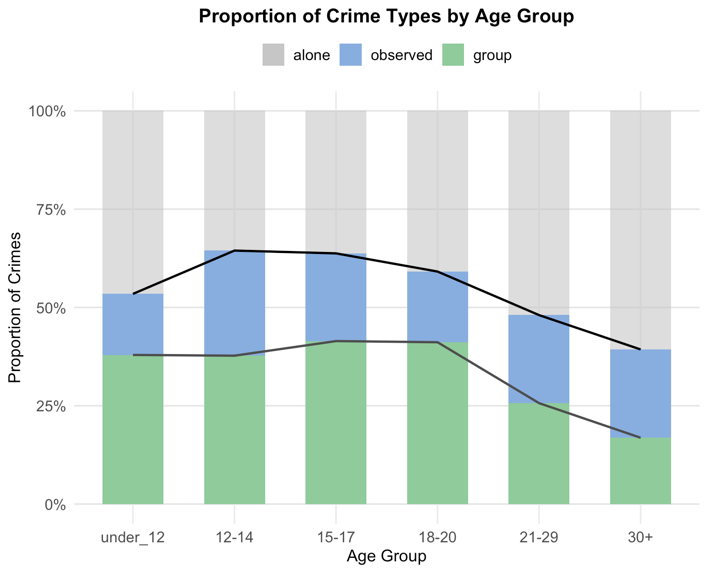 Proportion of Crime Types by Age Group
alone observed group
100%
75%
50%
25%
0%
Proportion of Crimes
under_12 12-14 15-17 18-20 21-29 30+
Age Group